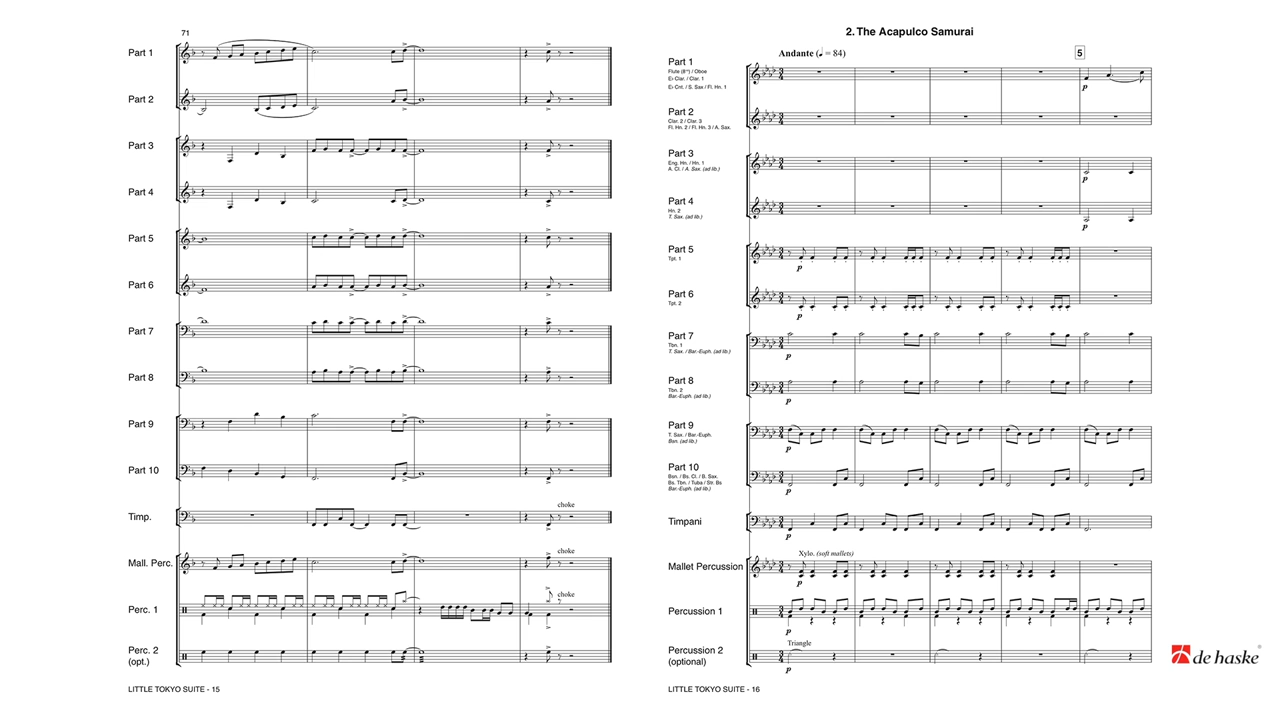 71
Part 1
Part 2
Part 3
Part 4
Part 5
Part 6
Part 7
Part 8
Part 9
Part 10
Timp.
choke
Mall. Perc.
choke
Perc. 1
choke
Perc. 2
(opt.)
LITTLE TOKYO SUITE - 15
2. The Acapulco Samurai
Andante (♩ = 84)
5
Part 1
Flute (8va) / Oboe
E♭ Clar. / Clar. 1
E♭ Cnt. / S. Sax / Fl. Hn. 1
p
Part 2
Clar. 2 / Clar. 3
Fl. Hn. 2 / Fl. Hn. 3 / A. Sax.
Part 3
Eng. Hn. / Hn. 1
A. Cl. / A. Sax. (ad lib.)
p
Part 4
Hn. 2
T. Sax. (ad lib.)
p
Part 5
Tpt. 1
p
Part 6
Tpt. 2
p
Part 7
Tbn. 1
T. Sax. / Bar.-Euph. (ad lib.)
p
Part 8
Tbn. 2
Bar.-Euph. (ad lib.)
p
Part 9
T. Sax. / Bar.-Euph.
Bsn. (ad lib.)
p
Part 10
Bsn. / Bs. Cl. / B. Sax.
Bs. Tbn. / Tuba / Str. Bs
Bar.-Euph. (ad lib.)
p
Timpani
p
Xylo. (soft mallets)
Mallet Percussion
p
Percussion 1
p
Triangle
Percussion 2
(optional)
p
LITTLE TOKYO SUITE - 16
de haske®